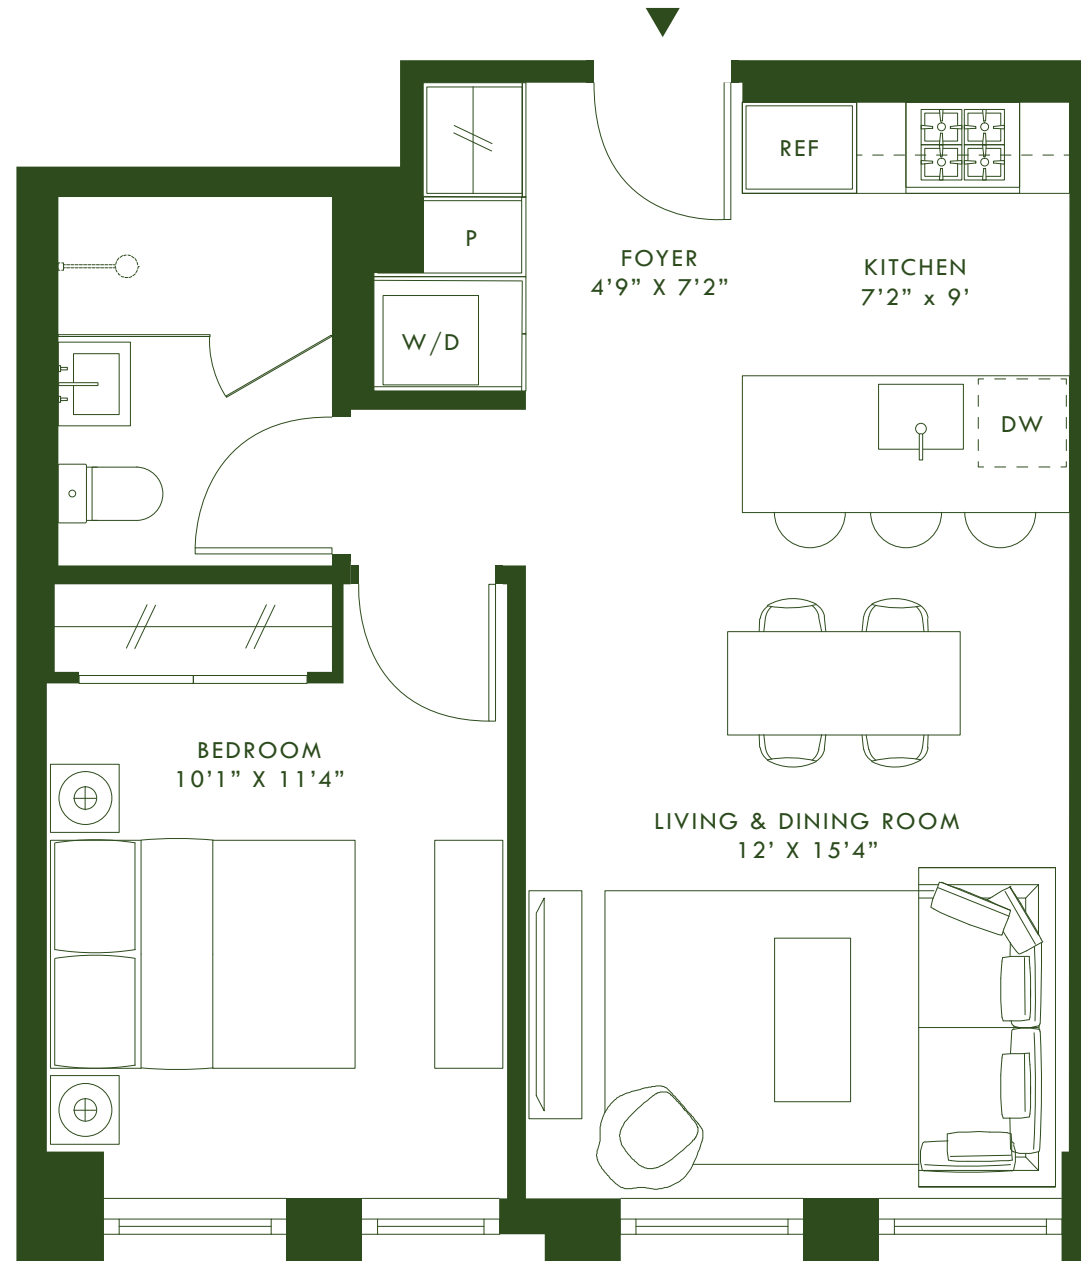 REF
P
FOYER
4’9” X 7’2”
KITCHEN
7’2” x 9’
W/D
DW
BEDROOM
10’1” X 11’4”
LIVING & DINING ROOM
12’ X 15’4”